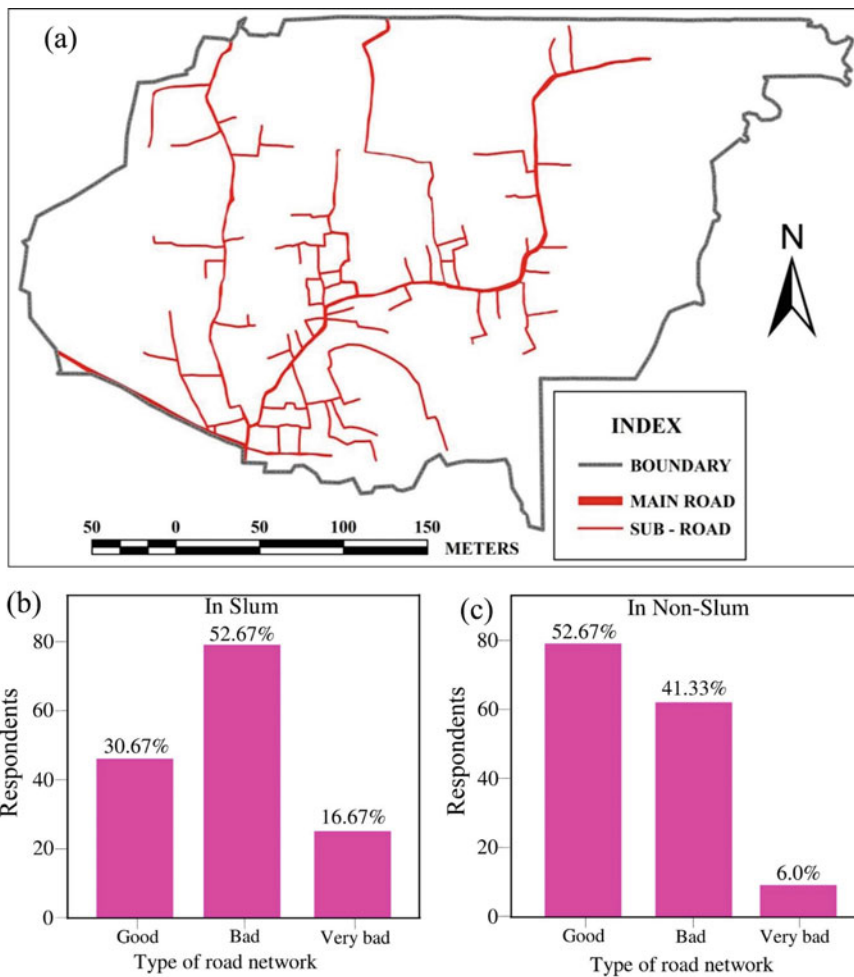 (a)
N
INDEX
BOUNDARY
MAIN ROAD
SUB - ROAD
50 0 50 100 150
METERS
(b)
In Slum
Respondents
80
60
40
20
0
30.67%
52.67%
16.67%
Good Bad Very bad
Type of road network
(c)
In Non-Slum
Respondents
80
60
40
20
0
52.67%
41.33%
6.0%
Good Bad Very bad
Type of road network